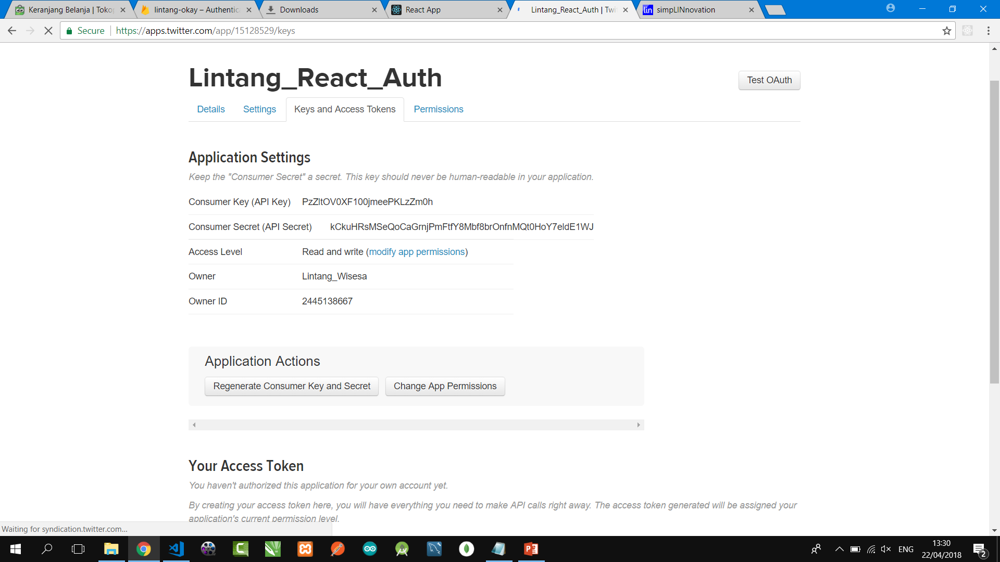 Keranjang Belanja | Toko
lintang-okay – Authentic
Downloads
React App
Lintang_React_Auth | Twi
lin simpLINnovation
Secure https://apps.twitter.com/app/15128529/keys
Lintang_React_Auth
Test OAuth
Details Settings Keys and Access Tokens Permissions
Application Settings
Keep the "Consumer Secret" a secret. This key should never be human-readable in your application.
Consumer Key (API Key) PzZltOV0XF100jmeePKLzZm0h
Consumer Secret (API Secret) kCkuHRsMSeQoCaGrnjPmFtfY8Mbf8brOnfnMQt0HoY7eldE1WJ
Access Level Read and write (modify app permissions)
Owner Lintang_Wisesa
Owner ID 2445138667
Application Actions
Regenerate Consumer Key and Secret Change App Permissions
Your Access Token
You haven't authorized this application for your own account yet.
By creating your access token here, you will have everything you need to make API calls right away. The access token generated will be assigned your
application's current permission level.
Waiting for syndication.twitter.com...
ENG
13:30
22/04/2018
2